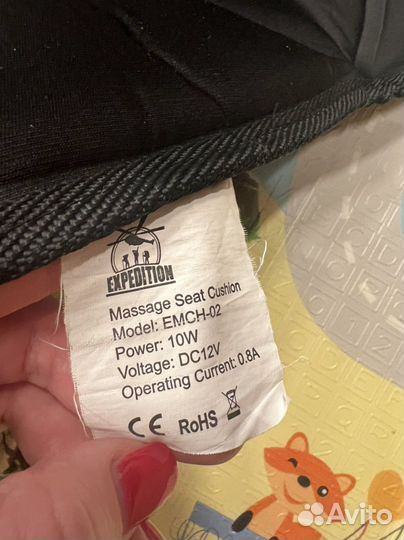 EXPEDITION
Massage Seat Cushion
Model: EMCH-02
Power: 10W
Voltage: DC12V
Operating Current: 0.8A
CE RoHS
Avito